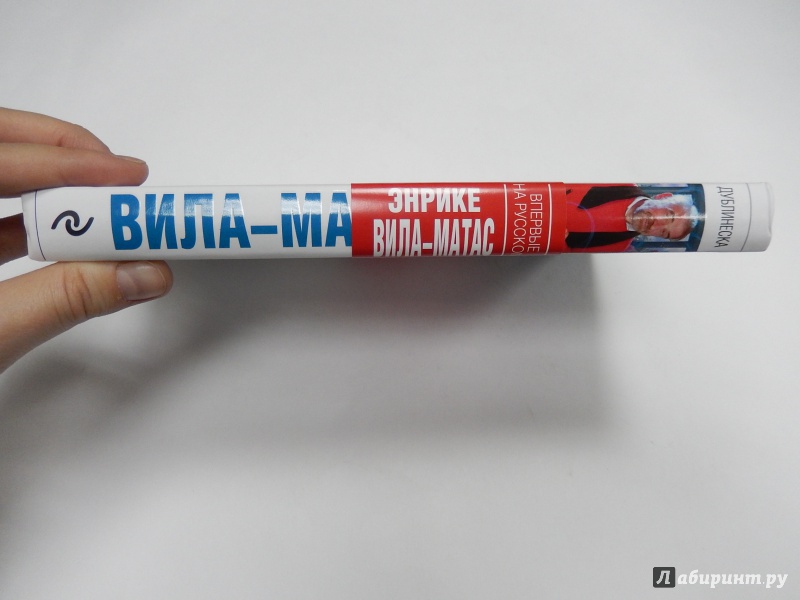 ВИЛА-МА
ЭНРИКЕ
ВИЛА-МАТАС
ВПЕРВЫЕ
НА РУССКО
ДУБЛИНЕСКА
Лабиринт.ру